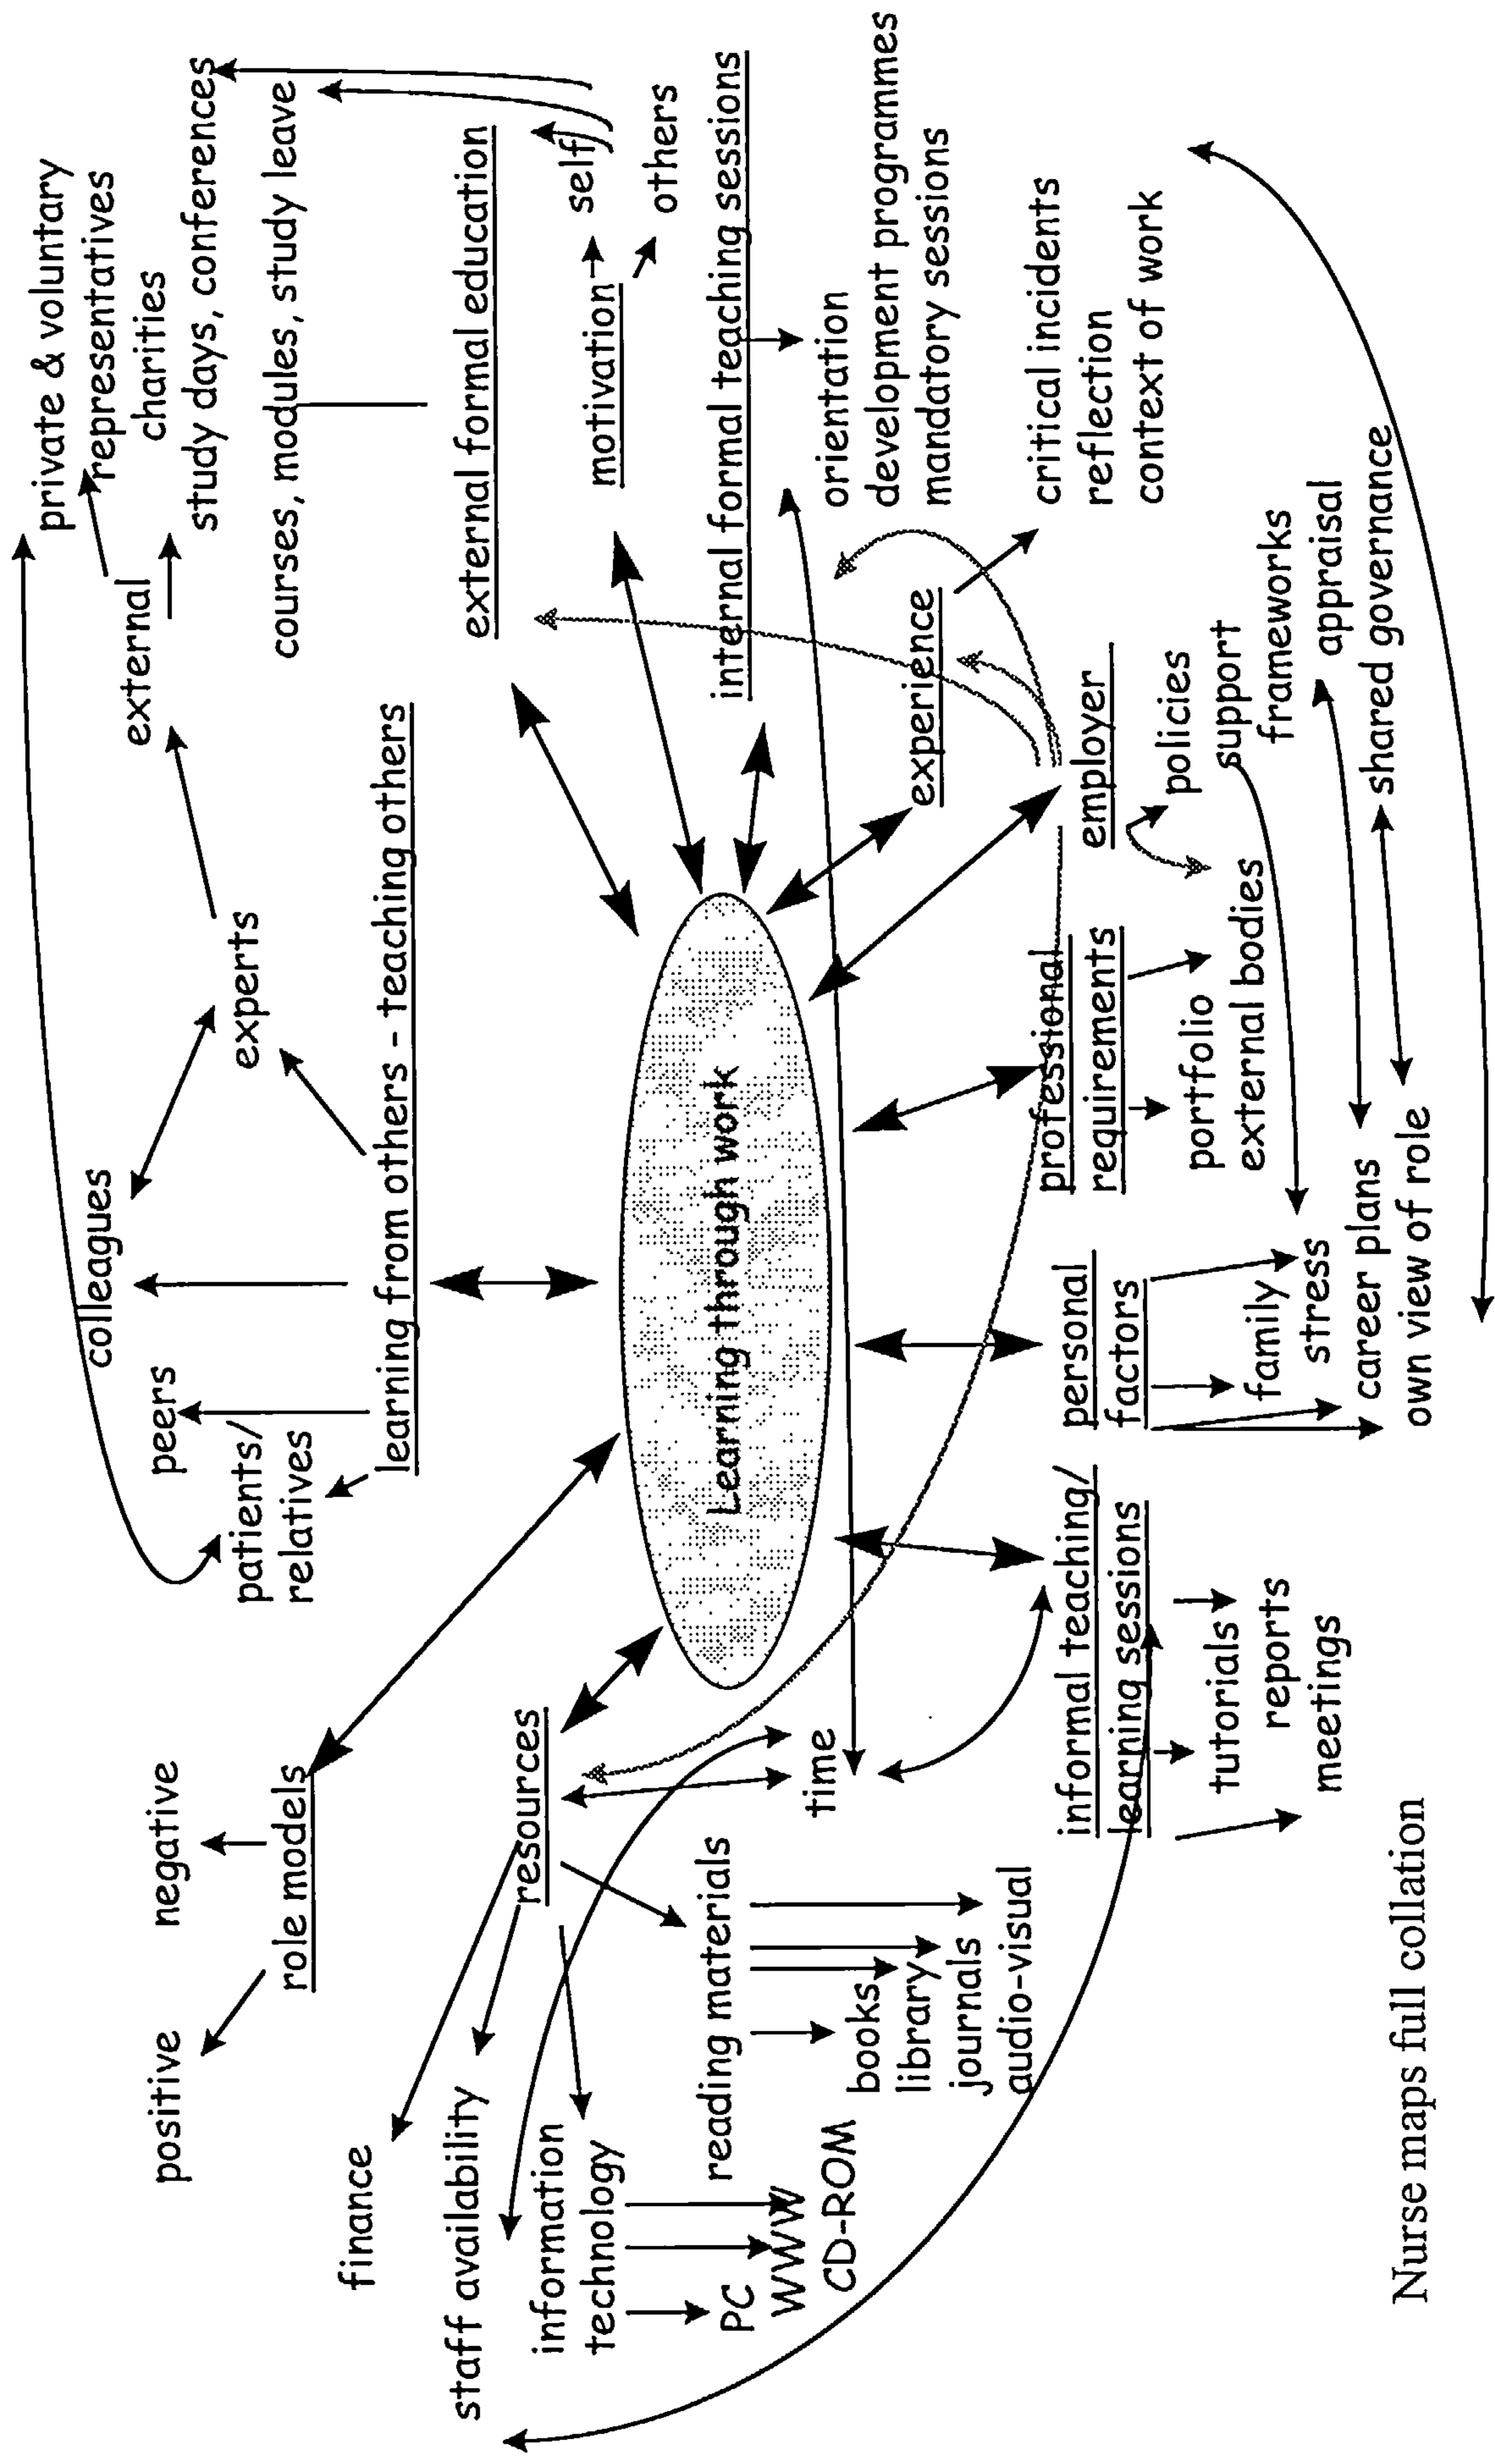 positive
negative
role models
finance
staff availability
information
technology
PC
WWW
CD-ROM
resources
reading materials
books
library
journals
audio-visual
time
peers
colleagues
patients/
relatives
experts
external
private & voluntary
representatives
charities
study days, conferences
courses, modules, study leave
learning from others - teaching others
external formal education
motivation
self
others
internal formal teaching sessions
orientation
development programmes
mandatory sessions
Learning through work
experience
critical incidents
reflection
context of work
employer
policies
support
frameworks
appraisal
shared governance
professional
requirements
portfolio
external bodies
personal
factors
family
stress
career plans
own view of role
informal teaching/
learning sessions
tutorials
reports
meetings
Nurse maps full collation